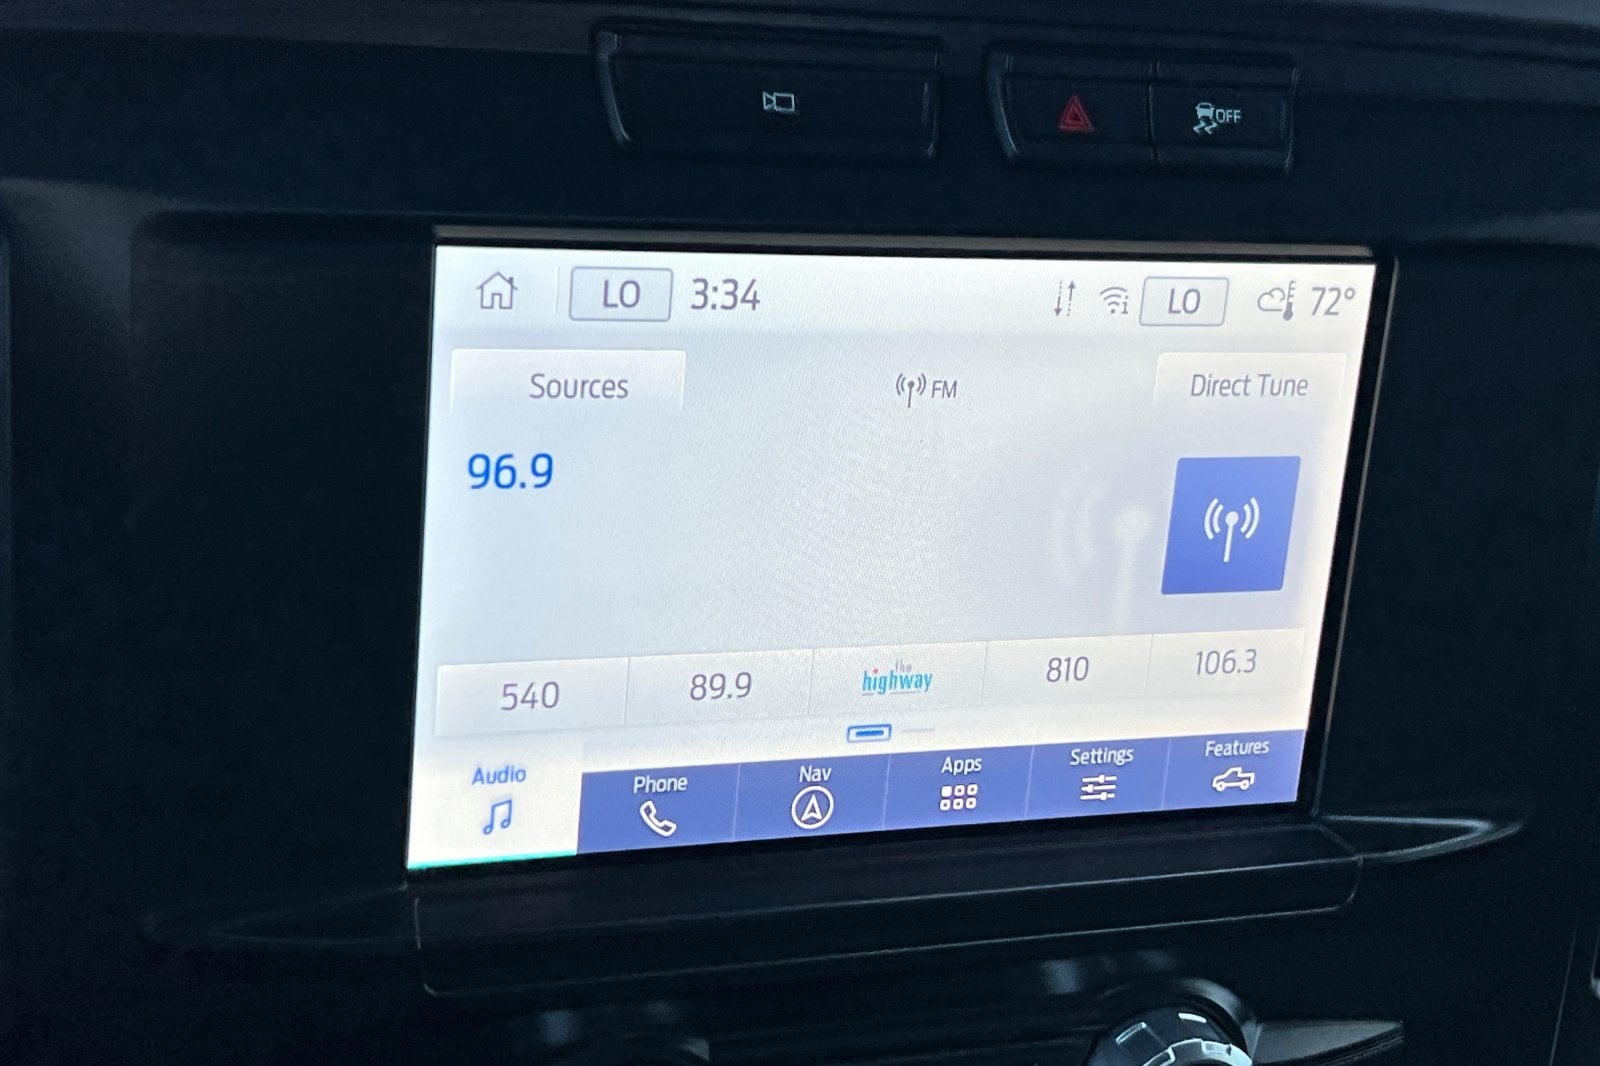 OFF
LO 3:34 LO 72°
Sources FM Direct Tune
96.9
540 89.9 the highway 810 106.3
Audio Phone Nav Apps Settings Features